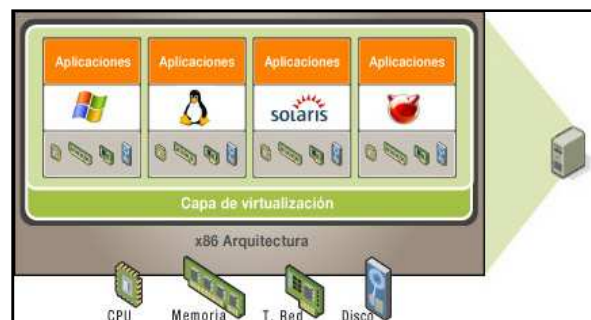 Aplicaciones Aplicaciones Aplicaciones Aplicaciones
solaris
Capa de virtualización
x86 Arquitectura
CPU Memoria T. Red Disco